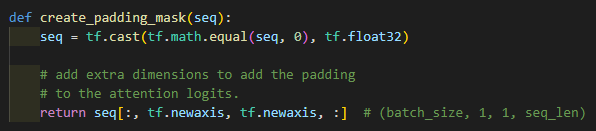 def create_padding_mask(seq):
    seq = tf.cast(tf.math.equal(seq, 0), tf.float32)
    # add extra dimensions to add the padding
    # to the attention logits.
    return seq[:, tf.newaxis, tf.newaxis, :]  # (batch_size, 1, 1, seq_len)